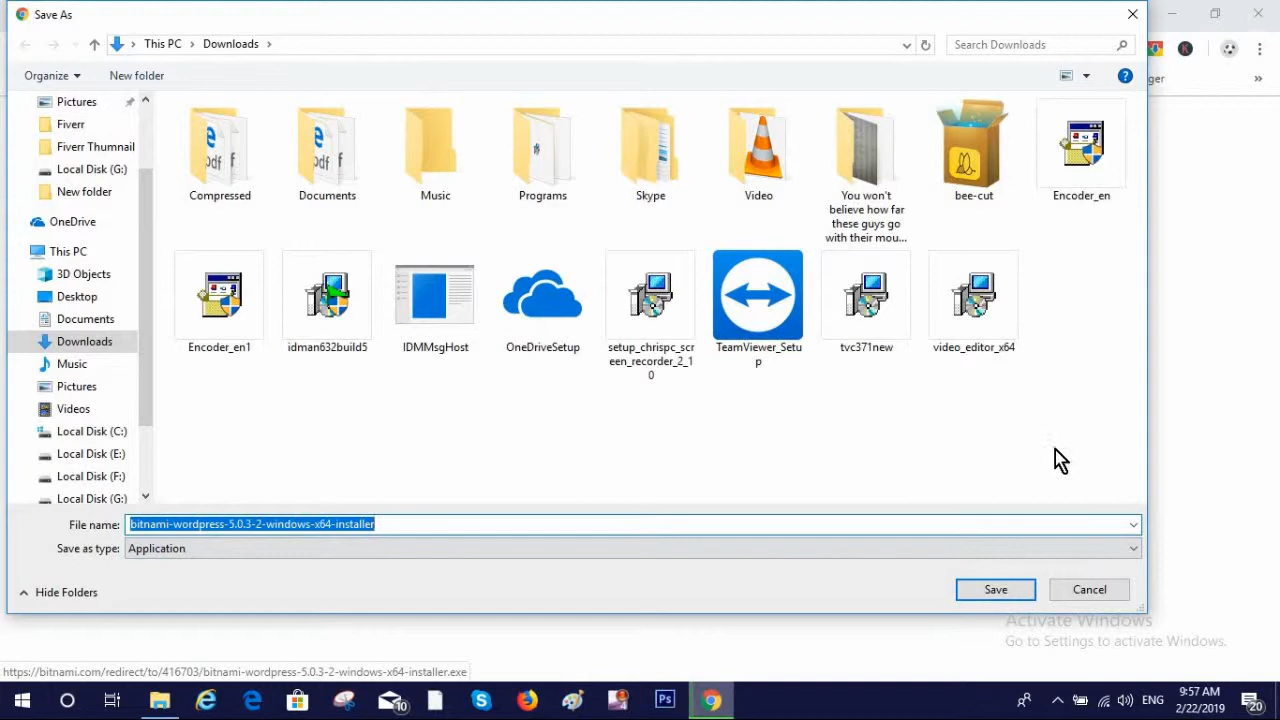 Save As
This PC
Downloads
Search Downloads
Organize
New folder
ger
Pictures
Fiverr
Fiverr Thumnail
Local Disk (G:)
New folder
OneDrive
This PC
3D Objects
Desktop
Documents
Downloads
Music
Pictures
Videos
Local Disk (C:)
Local Disk (E:)
Local Disk (F:)
Local Disk (G:)
Compressed
Documents
Music
Programs
Skype
Video
You won't
believe how far
these guys go
with their mou...
bee-cut
Encoder_en
Encoder_en1
idman632build5
IDMMsgHost
OneDriveSetup
setup_chrispc_scr
een_recorder_2_1
0
TeamViewer_Setu
p
tvc371new
video_editor_x64
File name:
bitnami-wordpress-5.0.3-2-windows-x64-installer
Save as type:
Application
Hide Folders
Save
Cancel
Activate Windows
Go to Settings to activate Windows.
https://bitnami.com/redirect/to/416703/bitnami-wordpress-5.0.3-2-windows-x64-installer.exe
10
Ps
ENG
9:57 AM
2/22/2019
20